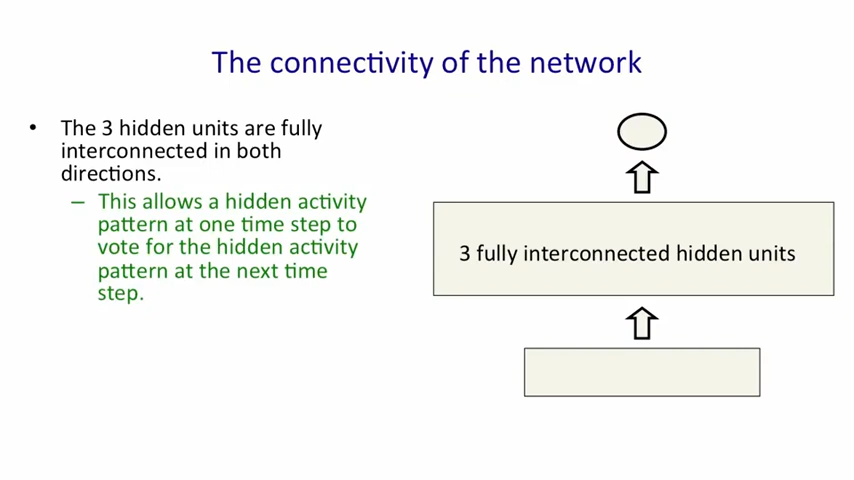 The connectivity of the network
• The 3 hidden units are fully
interconnected in both
directions.
– This allows a hidden activity
pattern at one time step to
vote for the hidden activity
pattern at the next time
step.
3 fully interconnected hidden units